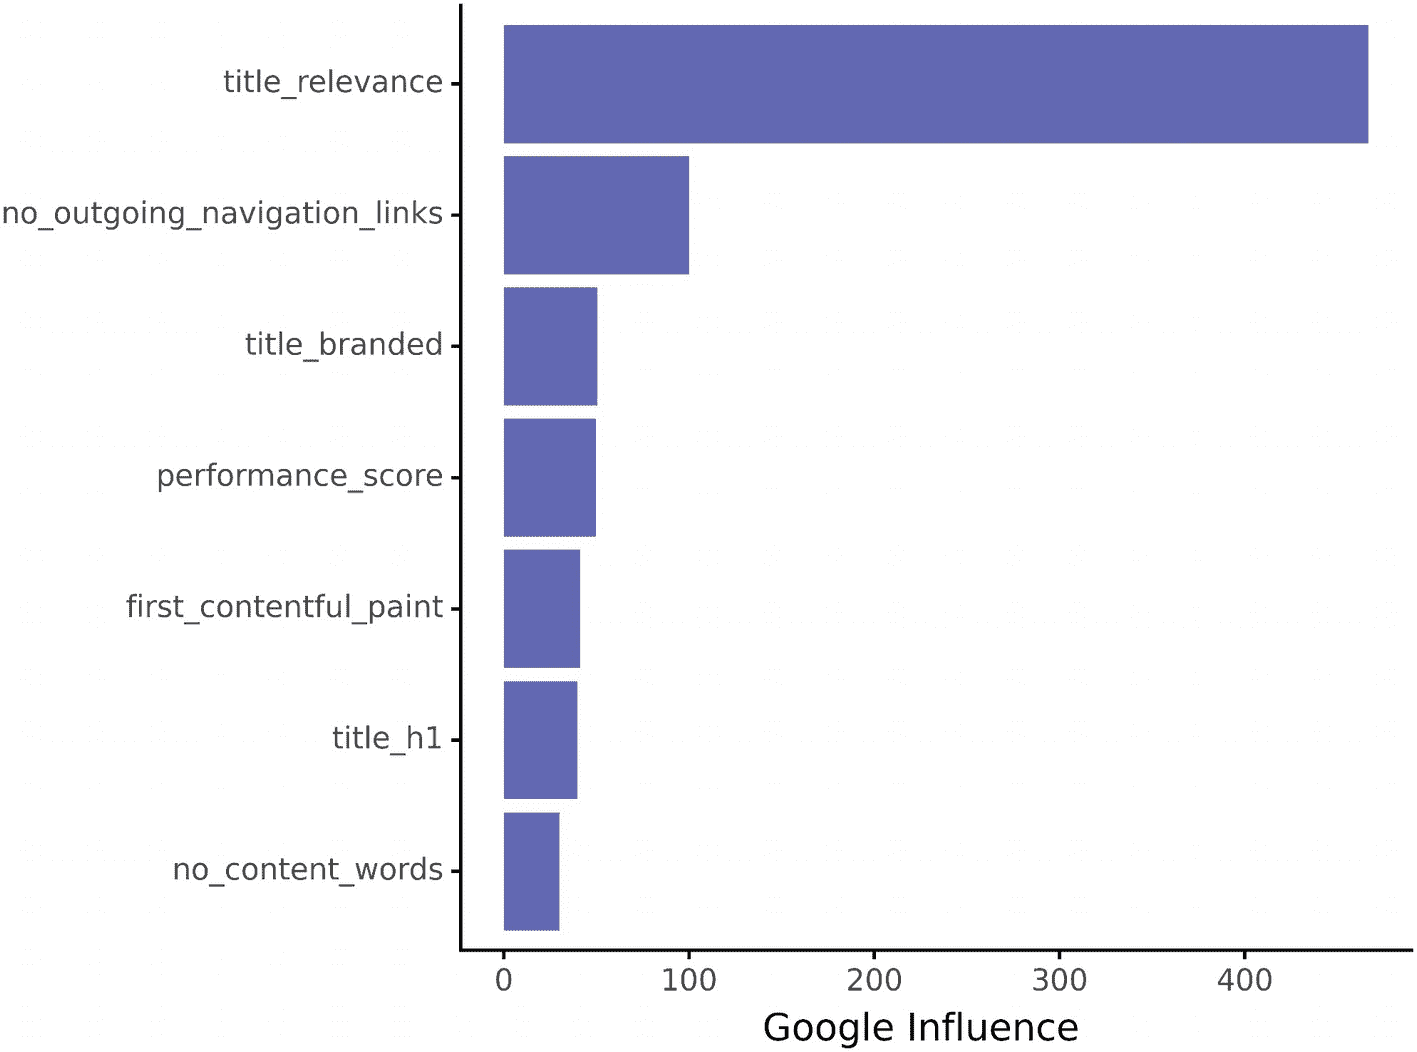 title_relevance
no_outgoing_navigation_links
title_branded
performance_score
first_contentful_paint
title_h1
no_content_words
0 100 200 300 400
Google Influence